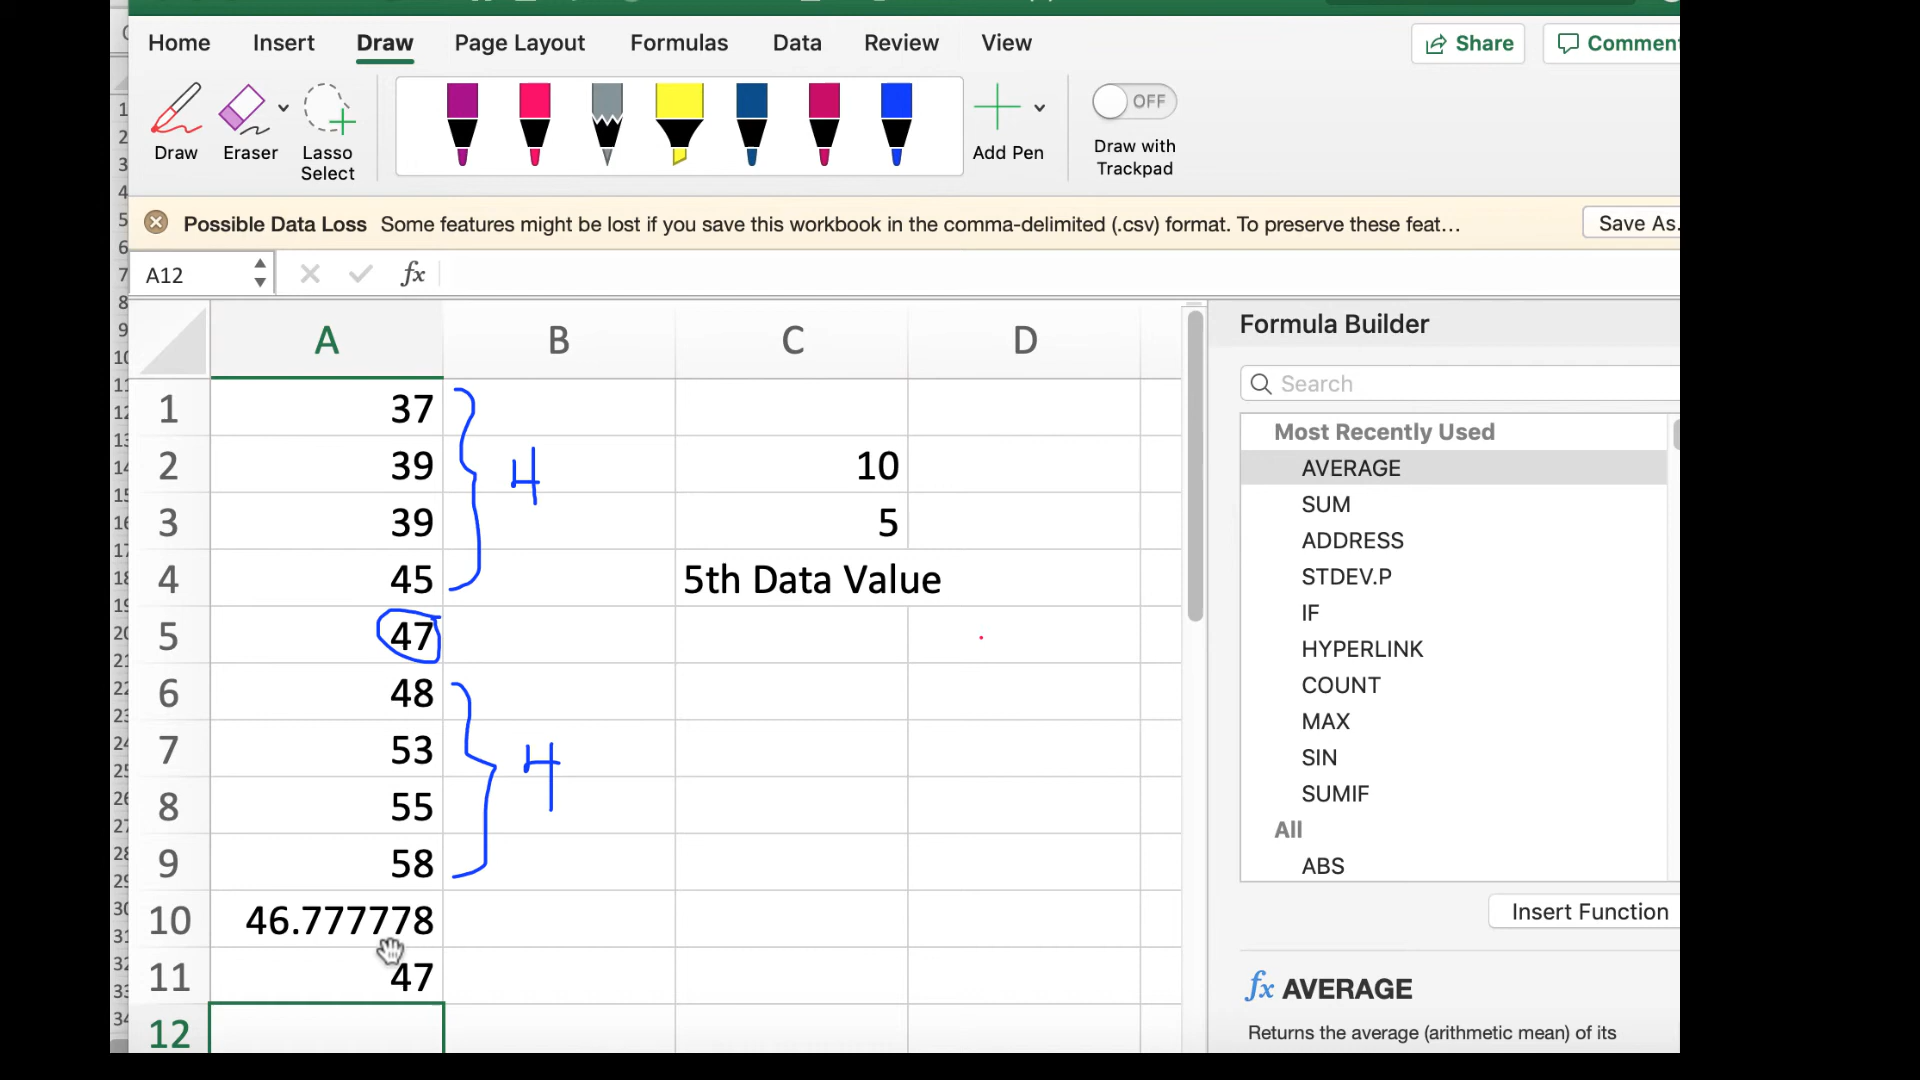 Home Insert Draw Page Layout Formulas Data Review View Share Commen
OFF
Draw Eraser Lasso Select Add Pen Draw with Trackpad
Possible Data Loss Some features might be lost if you save this workbook in the comma-delimited (.csv) format. To preserve these feat... Save As.
A12 fx
A B C D
1 37
2 39 4 10
3 39 5
4 45 5th Data Value
5 47
6 48
7 53 4
8 55
9 58
10 46.777778
11 47
12
Formula Builder
Search
Most Recently Used
AVERAGE
SUM
ADDRESS
STDEV.P
IF
HYPERLINK
COUNT
MAX
SIN
SUMIF
All
ABS
Insert Function
fx AVERAGE
Returns the average (arithmetic mean) of its